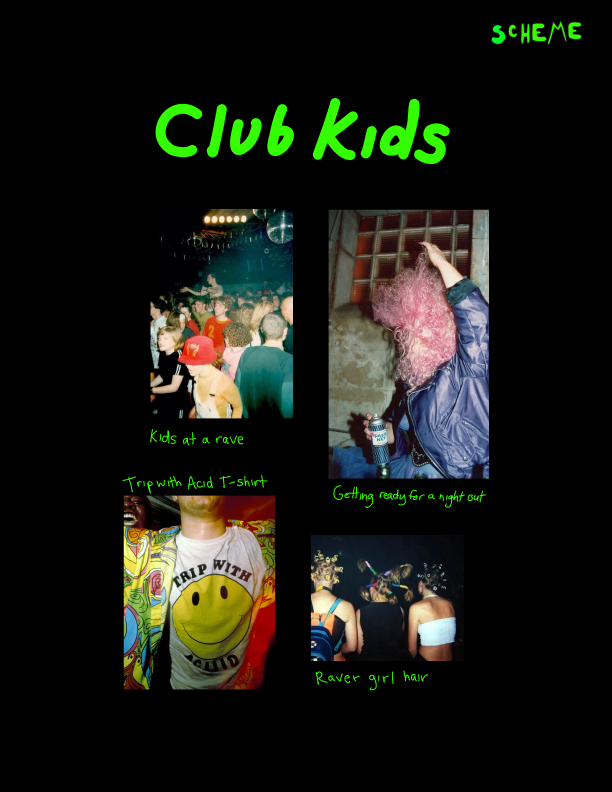 SCHEME
Club Kids
Kids at a rave
Getting ready for a night out
Trip with Acid T-shirt
TRIP WITH
Raver girl hair